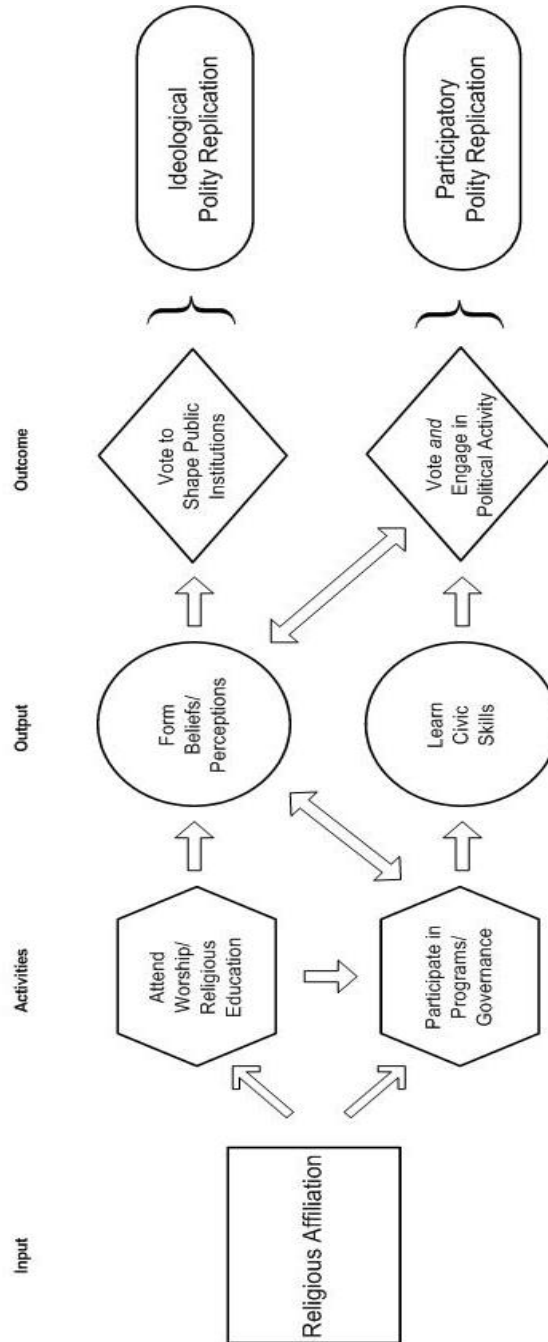 Input
Activities
Output
Outcome
Religious Affiliation
Attend
Worship/
Religious
Education
Form
Beliefs/
Perceptions
Vote to
Shape Public
Institutions
Ideological
Polity Replication
Participate in
Programs/
Governance
Learn
Civic
Skills
Vote and
Engage in
Political Activity
Participatory
Polity Replication